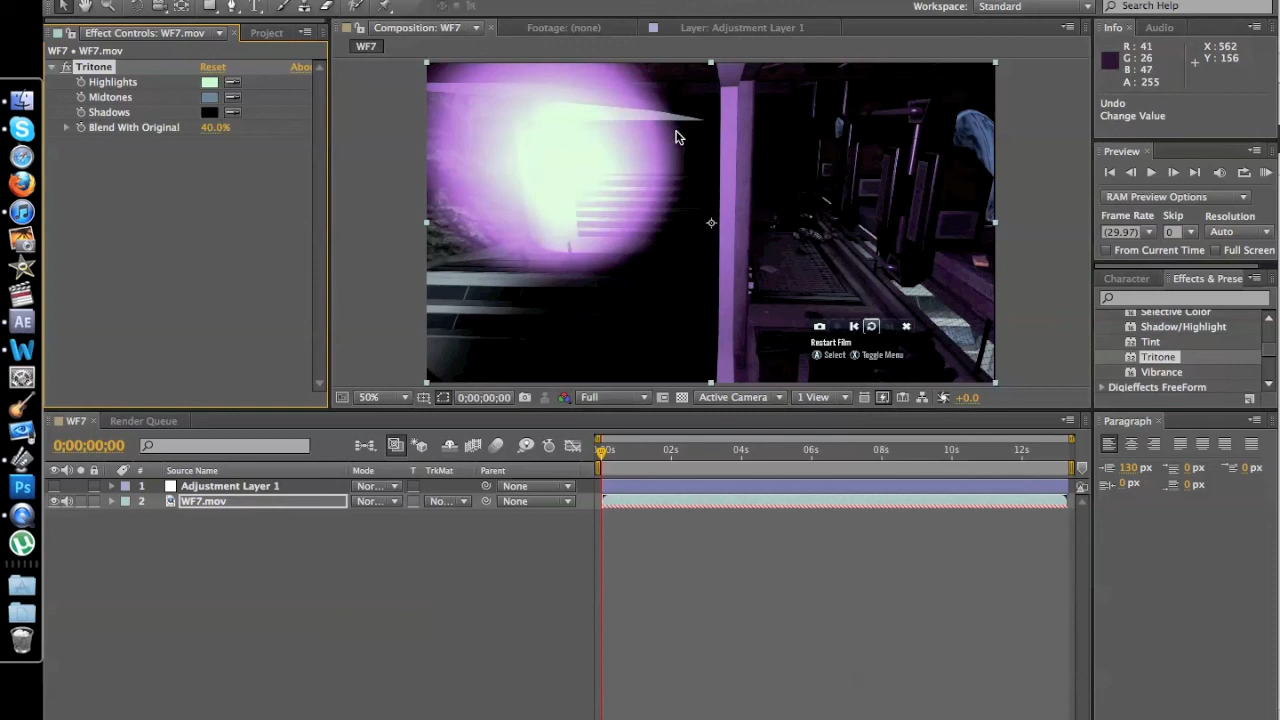 Workspace: Standard
Search Help
Effect Controls: WF7.mov
Project
WF7 • WF7.mov
fx Tritone Reset Abou
Highlights
Midtones
Shadows
Blend With Original 40.0%
Composition: WF7
Footage: (none)
Layer: Adjustment Layer 1
WF7
Restart Film
A Select X Toggle Menu
50%
0;00;00;00
Full
Active Camera
1 View
+0.0
Info
Audio
R: 41
G: 26
B: 47
A: 255
X: 562
Y: 156
Undo
Change Value
Preview
RAM Preview Options
Frame Rate Skip Resolution
(29.97) 0 Auto
From Current Time Full Screen
Character
Effects & Prese
Selective Color
Shadow/Highlight
Tint
Tritone
Vibrance
Digieffects FreeForm
Paragraph
130 px 0 px 0 px
0 px 0 px
WF7
Render Queue
0;00;00;00
:00s 02s 04s 06s 08s 10s 12s
# Source Name Mode T TrkMat Parent
1 Adjustment Layer 1 Nor... None
2 WF7.mov Nor... No... None
AE
Ps